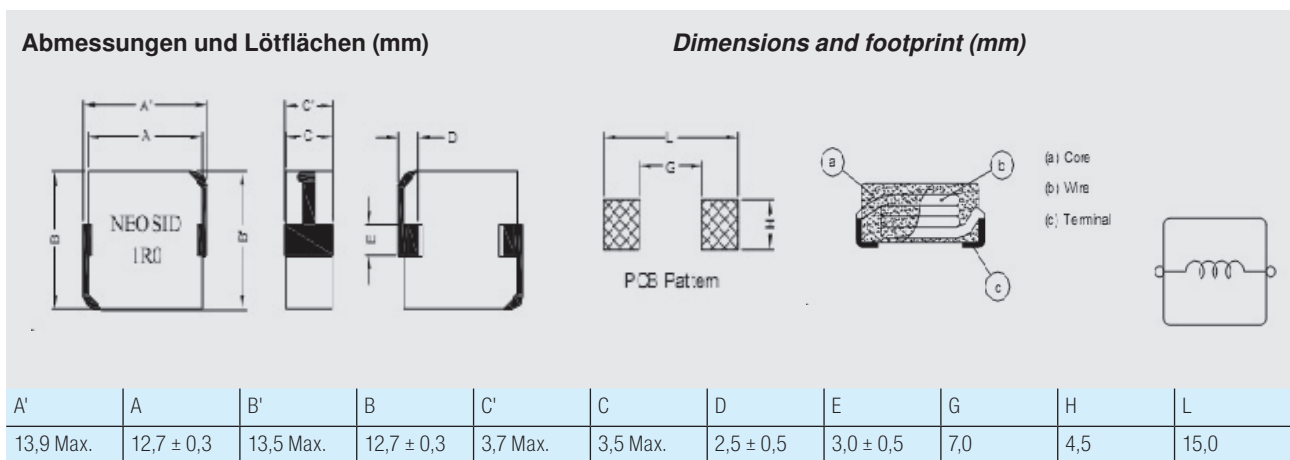 Abmessungen und Lötflächen (mm)
Dimensions and footprint (mm)
A'
A
C'
C
D
B
B'
E
NEO SID
1R0
L
G
H
PCB Pattern
a
b
c
(a) Core
(b) Wire
(c) Terminal
A' A B' B C' C D E G H L
13,9 Max. 12,7 ± 0,3 13,5 Max. 12,7 ± 0,3 3,7 Max. 3,5 Max. 2,5 ± 0,5 3,0 ± 0,5 7,0 4,5 15,0